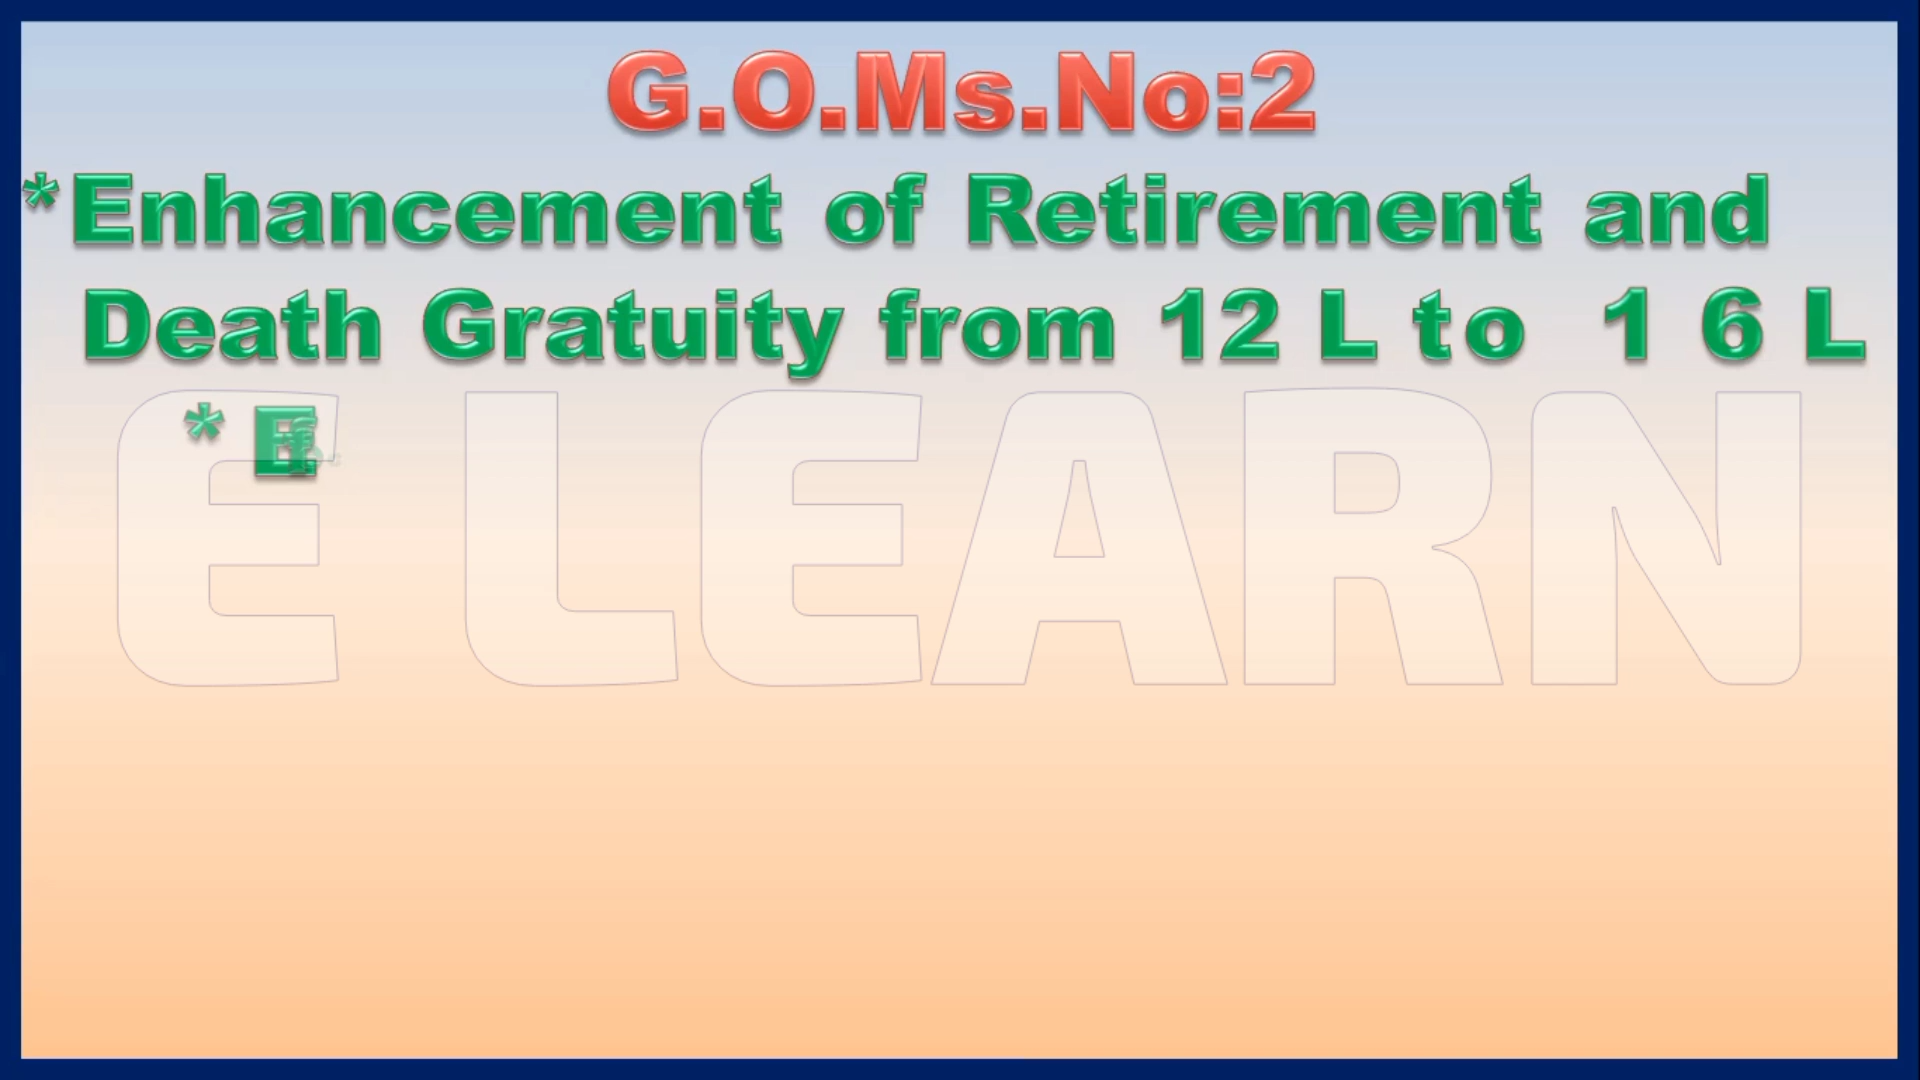 G.O.Ms.No:2
*Enhancement of Retirement and
Death Gratuity from 12 L to 1 6 L
*
E LEARN